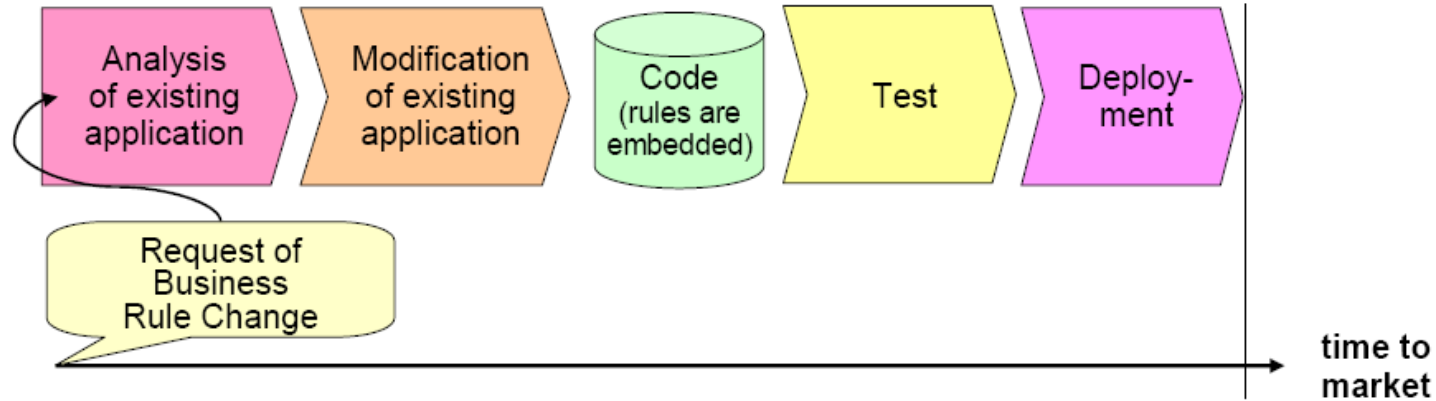 Analysis
of existing
application
Modification
of existing
application
Code
(rules are
embedded)
Test
Deploy-
ment
Request of
Business
Rule Change
time to
market